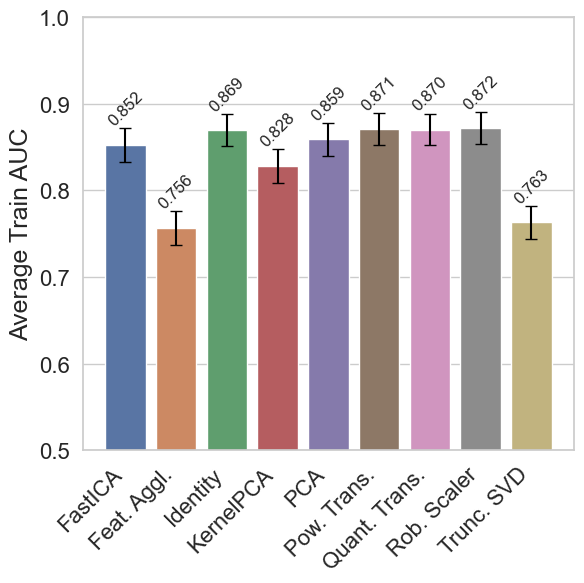 Average Train AUC
1.0
0.9
0.8
0.7
0.6
0.5
0.852
0.756
0.869
0.828
0.859
0.871
0.870
0.872
0.763
FastICA
Feat. Aggl.
Identity
KernelPCA
PCA
Pow. Trans.
Quant. Trans.
Rob. Scaler
Trunc. SVD